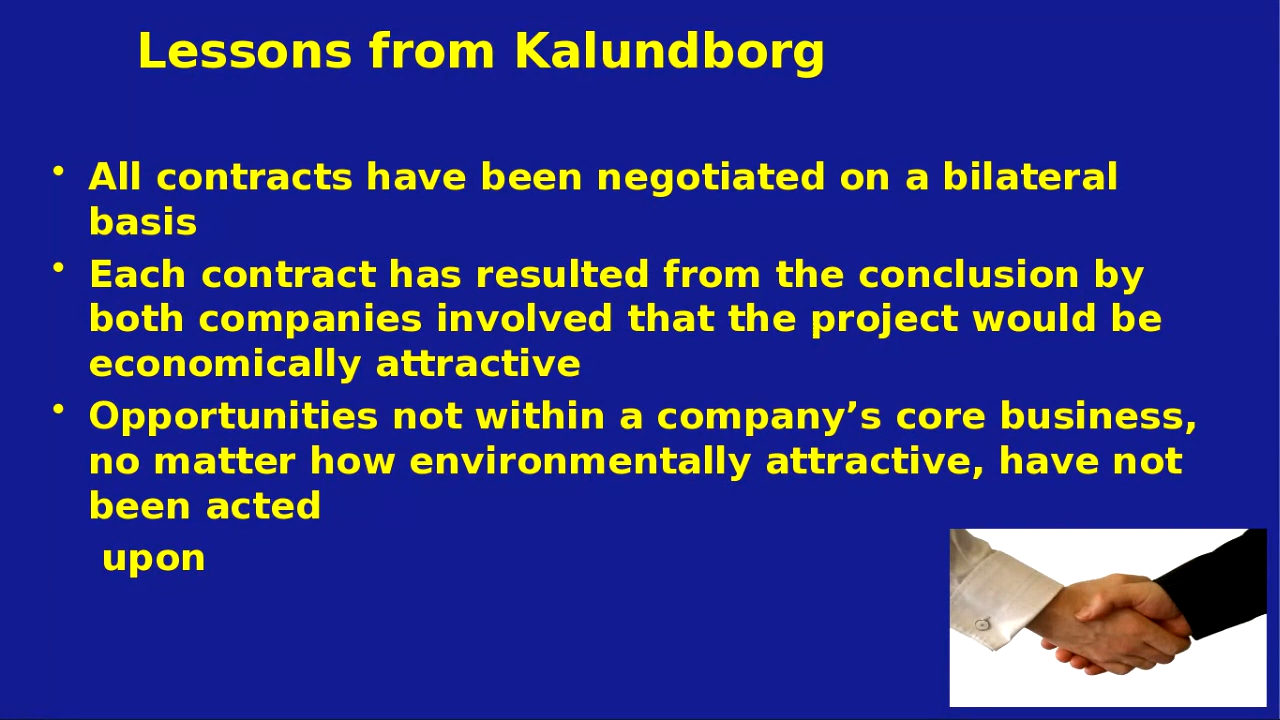 Lessons from Kalundborg
• All contracts have been negotiated on a bilateral
basis
• Each contract has resulted from the conclusion by
both companies involved that the project would be
economically attractive
• Opportunities not within a company’s core business,
no matter how environmentally attractive, have not
been acted
upon